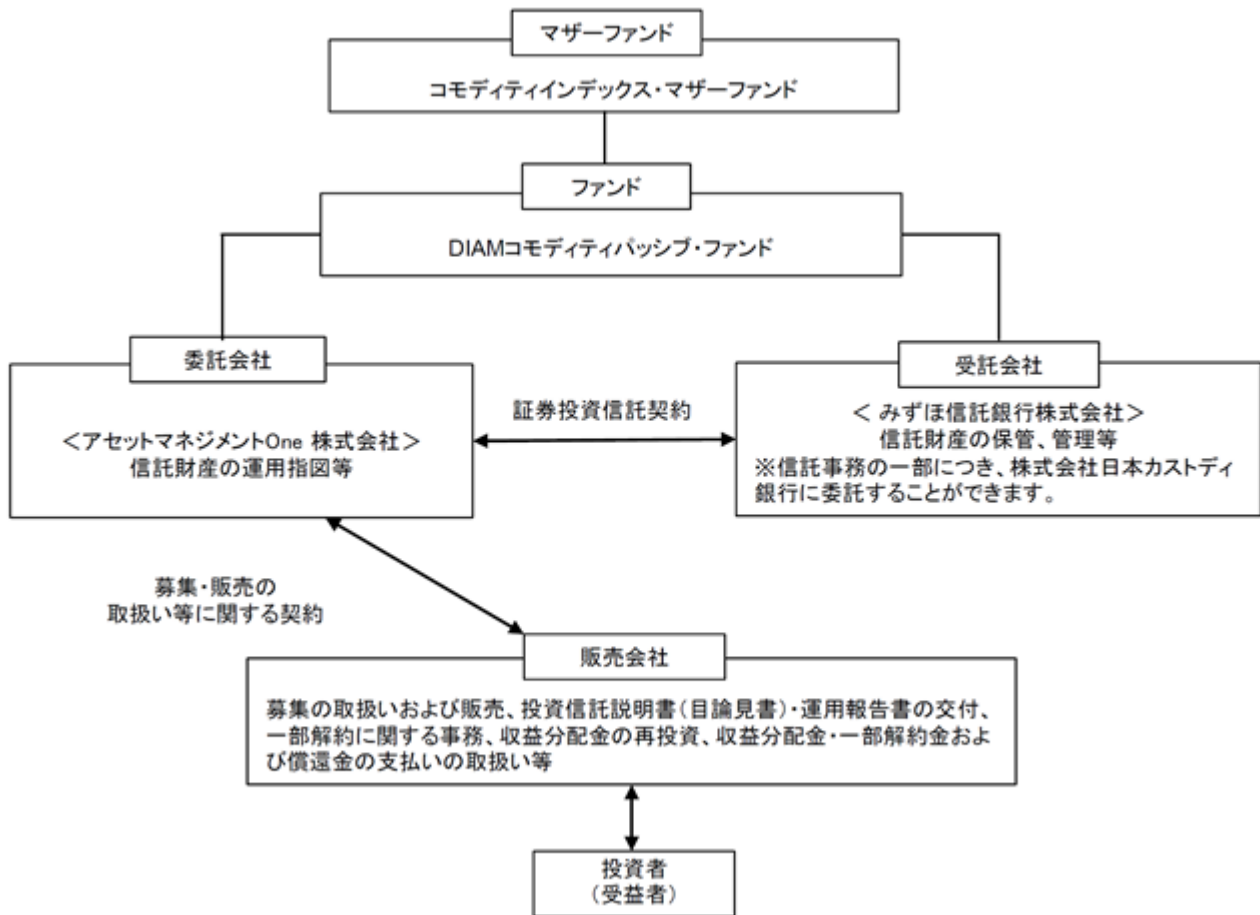 マザーファンド
コモディティインデックス・マザーファンド
ファンド
DIAMコモディティパッシブ・ファンド
委託会社
<アセットマネジメントOne 株式会社>
信託財産の運用指図等
証券投資信託契約
受託会社
< みずほ信託銀行株式会社>
信託財産の保管、管理等
※信託事務の一部につき、株式会社日本カストディ
銀行に委託することができます。
募集・販売の
取扱い等に関する契約
販売会社
募集の取扱いおよび販売、投資信託説明書(目論見書)・運用報告書の交付、
一部解約に関する事務、収益分配金の再投資、収益分配金・一部解約金およ
び償還金の支払いの取扱い等
投資者
(受益者)